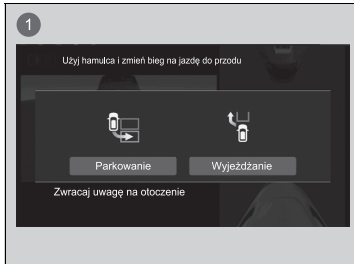 1
Użyj hamulca i zmień bieg na jazdę do przodu
Parkowanie
Wyjeżdżanie
Zwracaj uwagę na otoczenie